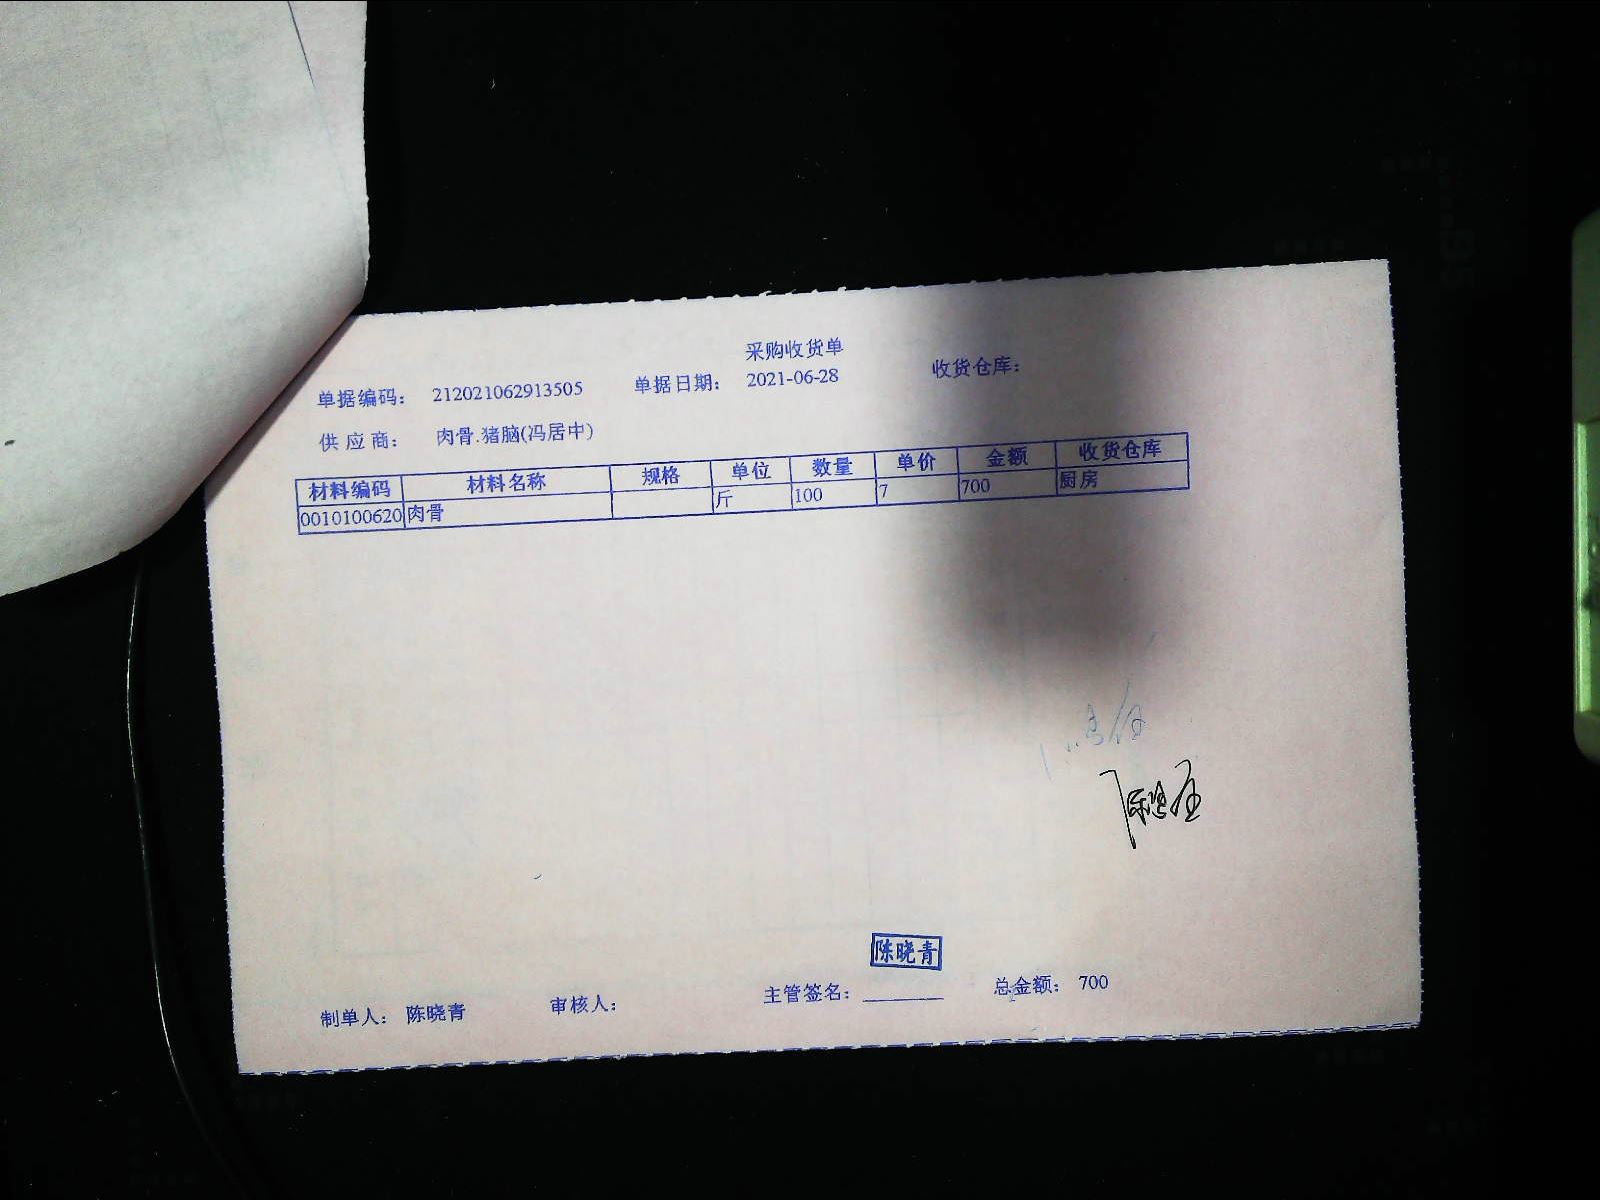 采购收货单
单据编码： 212021062913505 单据日期： 2021-06-28 收货仓库：
供 应 商： 肉骨.猪脑(冯居中)
材料编码 材料名称 规格 单位 数量 单价 金额 收货仓库
0010100620 肉骨 斤 100 7 700 厨房
陈晓青
制单人： 陈晓青 审核人： 主管签名：________ 总金额： 700